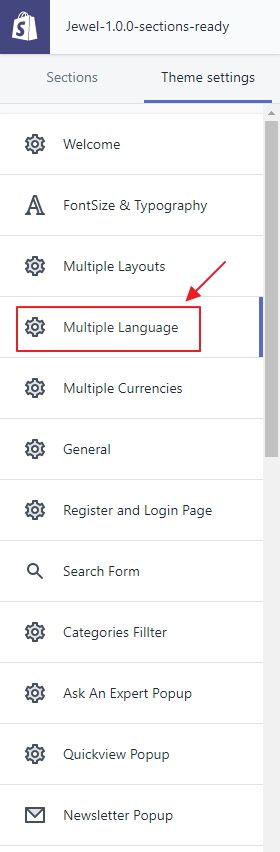 Jewel-1.0.0-sections-ready
Sections Theme settings
Welcome
FontSize & Typography
Multiple Layouts
Multiple Language
Multiple Currencies
General
Register and Login Page
Search Form
Categories Fillter
Ask An Expert Popup
Quickview Popup
Newsletter Popup